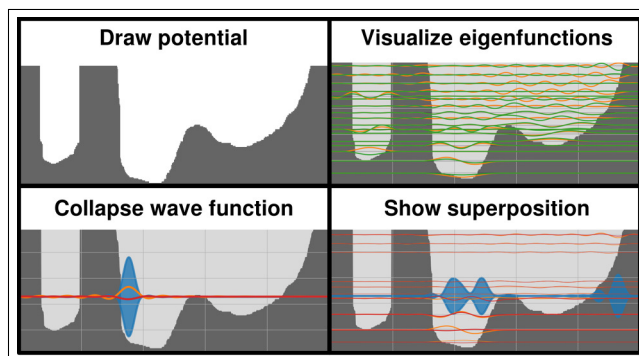 Draw potential
Visualize eigenfunctions
Collapse wave function
Show superposition